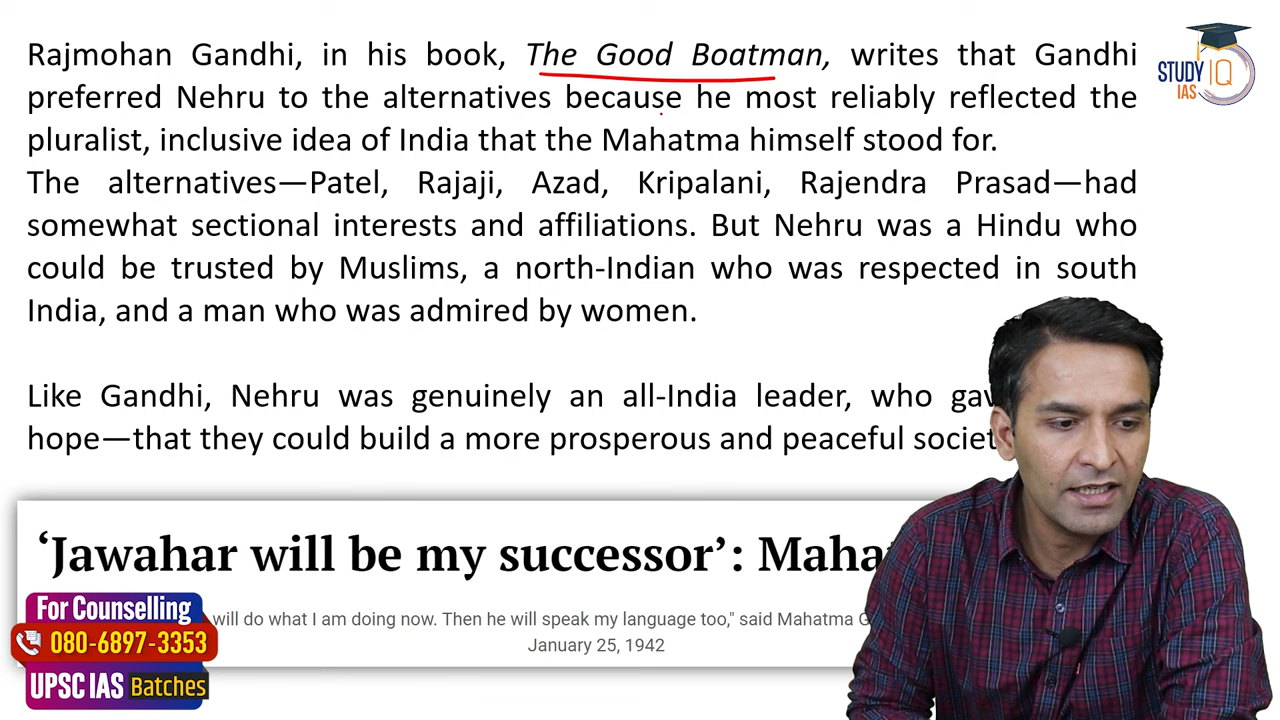 Rajmohan Gandhi, in his book, The Good Boatman, writes that Gandhi
preferred Nehru to the alternatives because he most reliably reflected the
pluralist, inclusive idea of India that the Mahatma himself stood for.
The alternatives—Patel, Rajaji, Azad, Kripalani, Rajendra Prasad—had
somewhat sectional interests and affiliations. But Nehru was a Hindu who
could be trusted by Muslims, a north-Indian who was respected in south
India, and a man who was admired by women.
Like Gandhi, Nehru was genuinely an all-India leader, who
hope—that they could build a more prosperous and peaceful
‘Jawahar will be my successor’:
will do what I am doing now. Then he will speak my language too," said Mahatma
January 25, 1942
STUDY IQ
IAS
For Counselling
080-6897-3353
UPSC IAS Batches